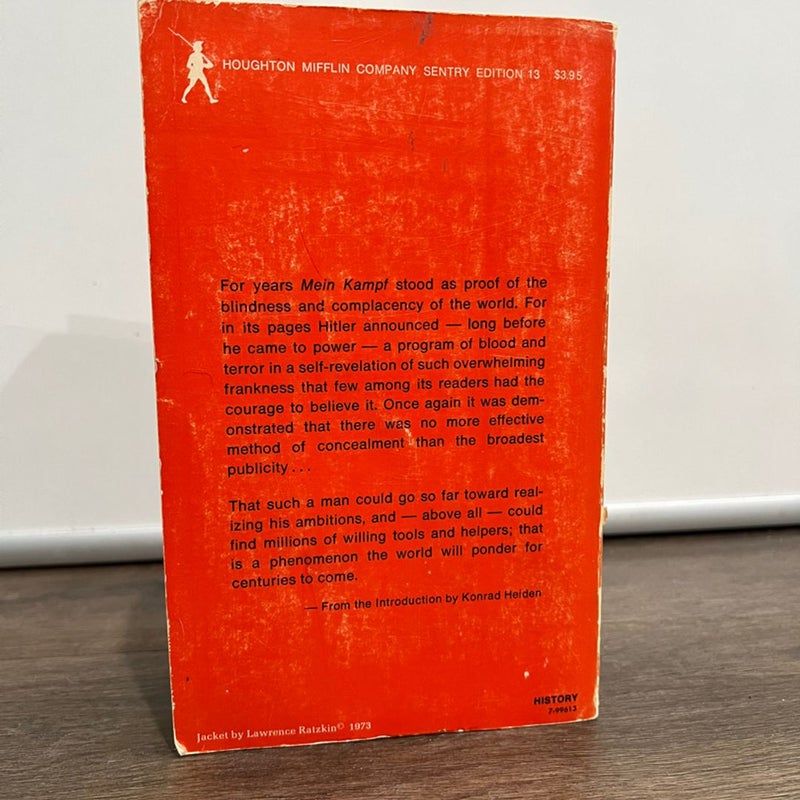 HOUGHTON MIFFLIN COMPANY SENTRY EDITION 13 $3.95
For years Mein Kampf stood as proof of the
blindness and complacency of the world. For
in its pages Hitler announced — long before
he came to power — a program of blood and
terror in a self-revelation of such overwhelming
frankness that few among its readers had the
courage to believe it. Once again it was dem-
onstrated that there was no more effective
method of concealment than the broadest
publicity . . .
That such a man could go so far toward real-
izing his ambitions, and — above all — could
find millions of willing tools and helpers; that
is a phenomenon the world will ponder for
centuries to come.
— From the Introduction by Konrad Heiden
HISTORY
7-99613
Jacket by Lawrence Ratzkin© 1973